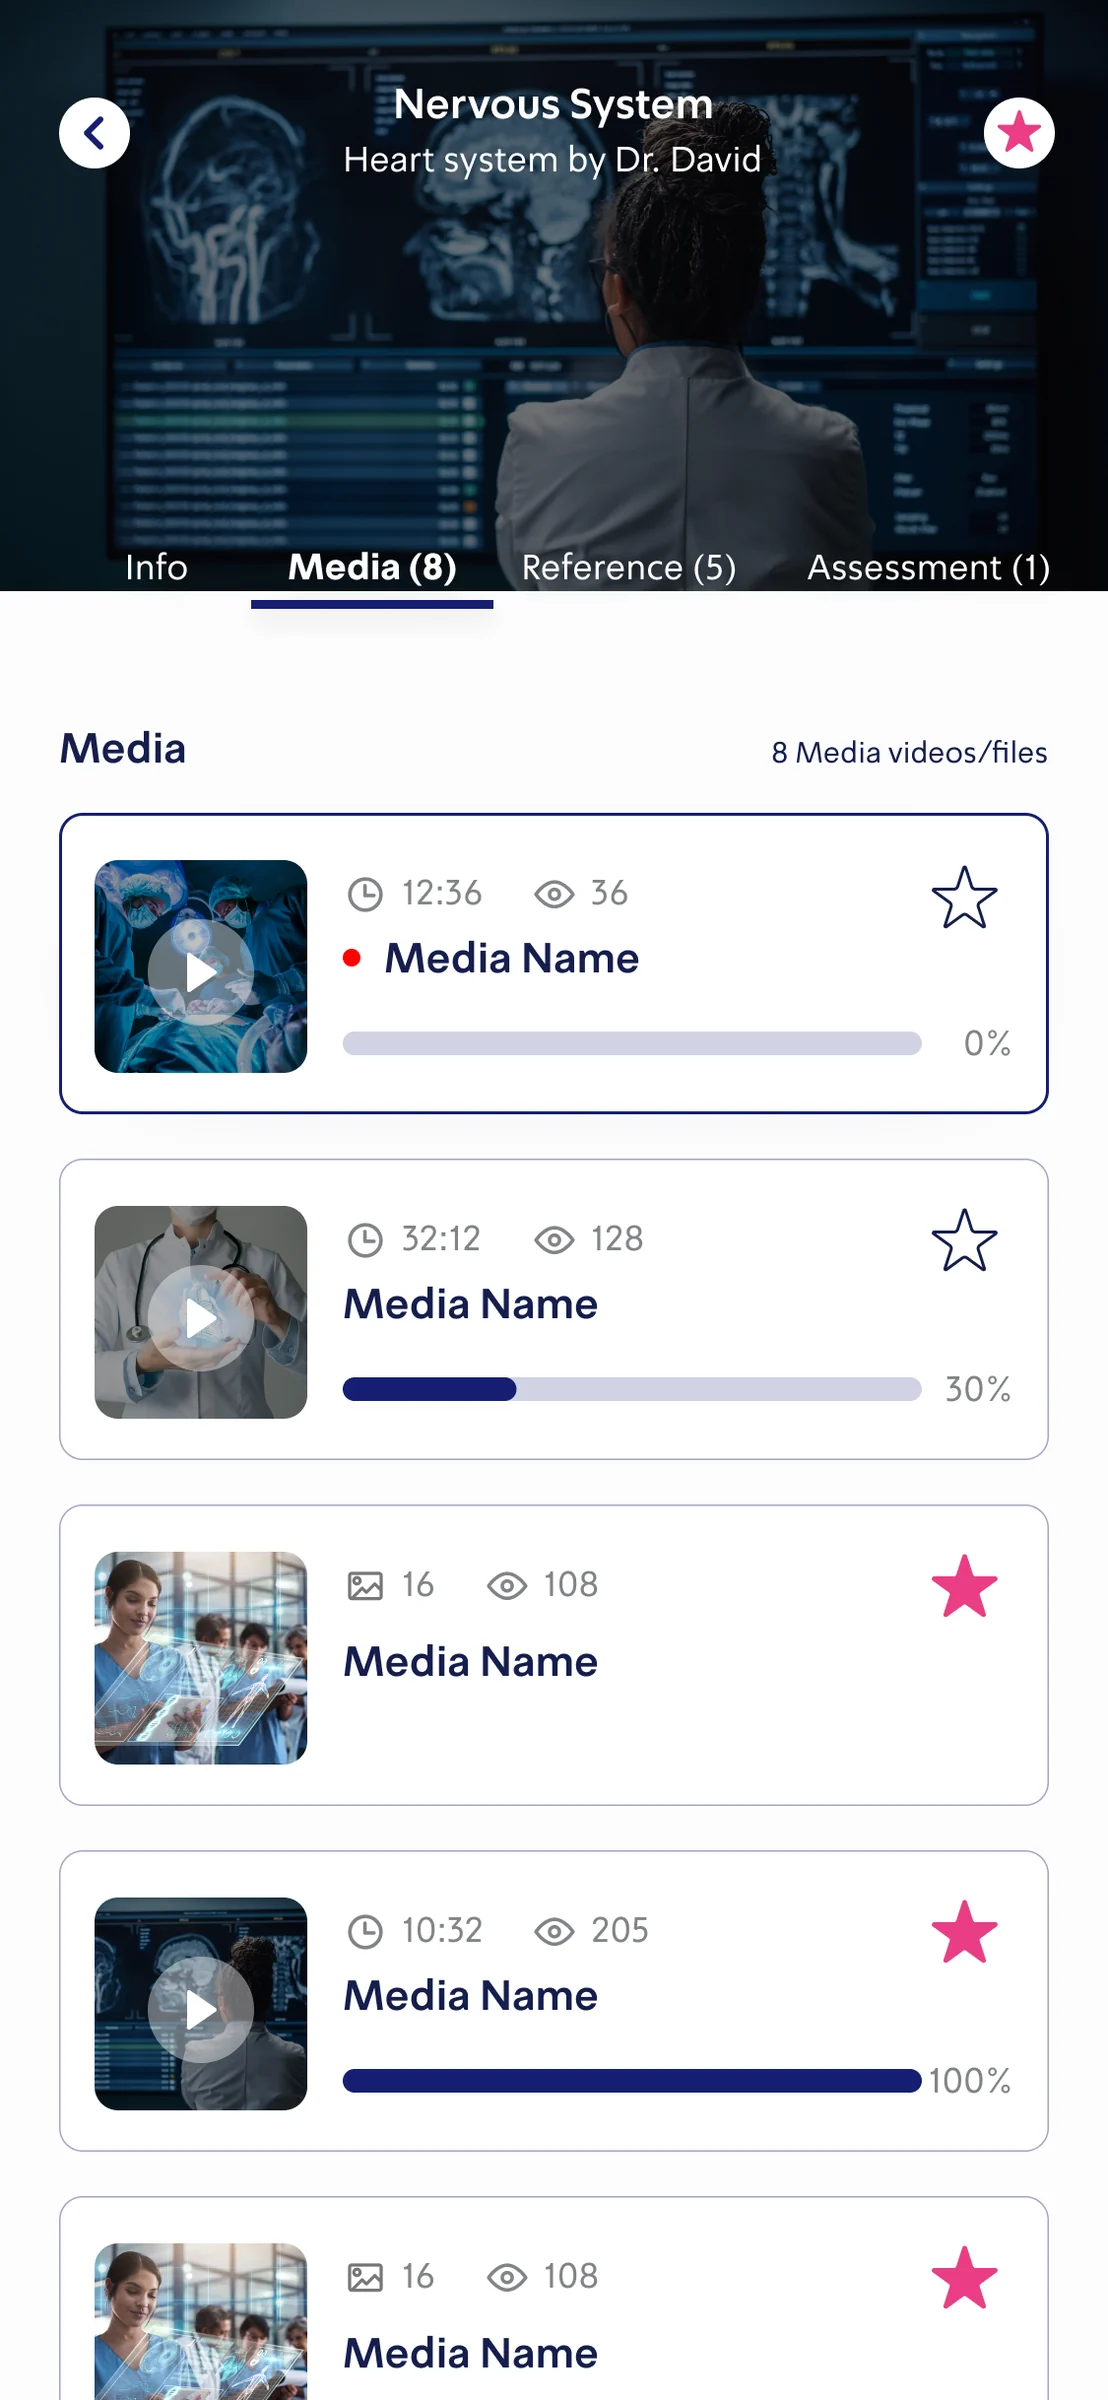 Nervous System
Heart system by Dr. David
Info
Media (8)
Reference (5)
Assessment (1)
Media
8 Media videos/files
12:36
36
Media Name
0%
32:12
128
Media Name
30%
16
108
Media Name
10:32
205
Media Name
100%
16
108
Media Name